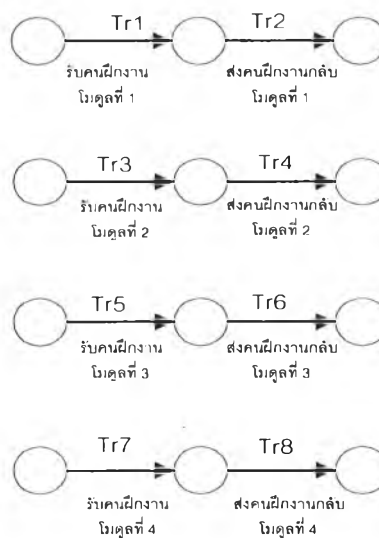 Tr1 Tr2
รับคนฝึกงาน ส่งคนฝึกงานกลับ
โมดูลที่ 1 โมดูลที่ 1
Tr3 Tr4
รับคนฝึกงาน ส่งคนฝึกงานกลับ
โมดูลที่ 2 โมดูลที่ 2
Tr5 Tr6
รับคนฝึกงาน ส่งคนฝึกงานกลับ
โมดูลที่ 3 โมดูลที่ 3
Tr7 Tr8
รับคนฝึกงาน ส่งคนฝึกงานกลับ
โมดูลที่ 4 โมดูลที่ 4